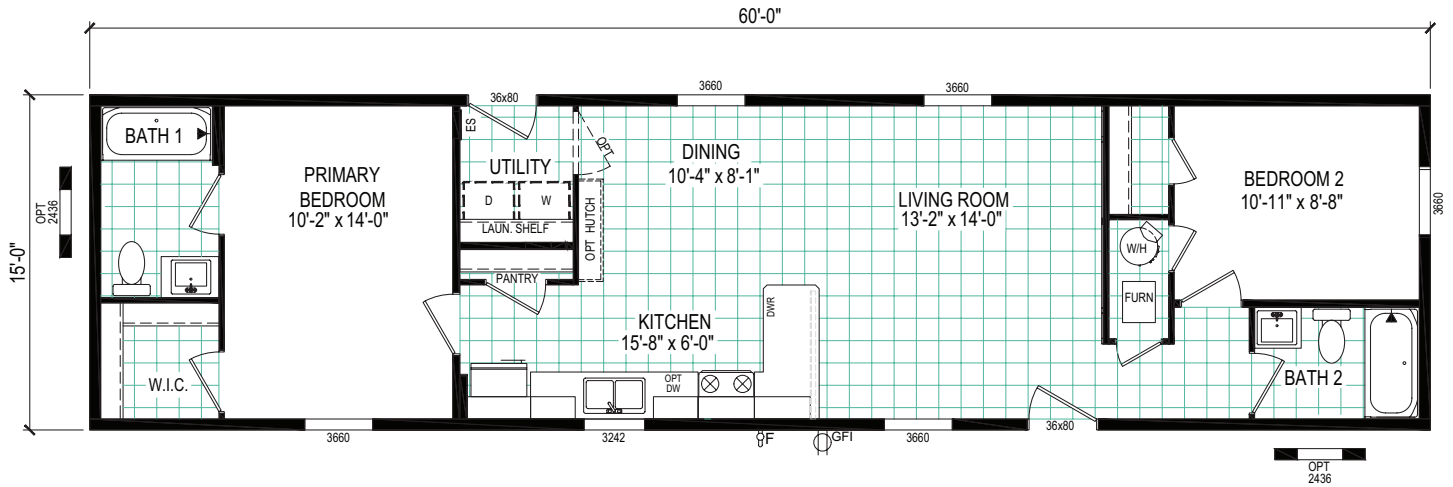 60'-0"
15'-0"
36x80
3660
3660
BATH 1
PRIMARY
BEDROOM
10'-2" x 14'-0"
ES
UTILITY
D
W
LAUN. SHELF
PANTRY
OPT
OPT HUTCH
DINING
10'-4" x 8'-1"
LIVING ROOM
13'-2" x 14'-0"
BEDROOM 2
10'-11" x 8'-8"
3660
OPT
2436
W/H
FURN
KITCHEN
15'-8" x 6'-0"
DWR
OPT
DW
W.I.C.
BATH 2
3660
3242
F
GFI
3660
36x80
OPT
2436